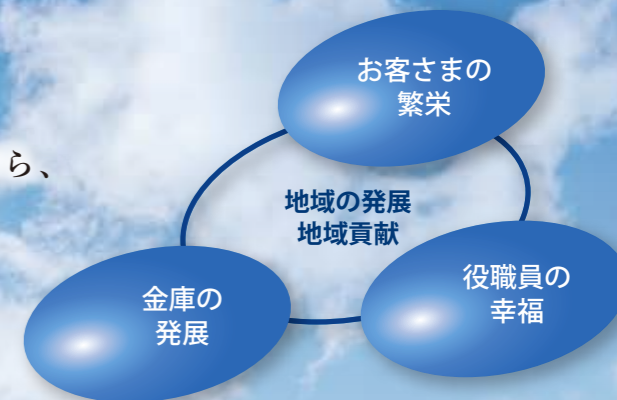 お客さまの
繁栄
ら、
地域の発展
地域貢献
金庫の
発展
役職員の
幸福